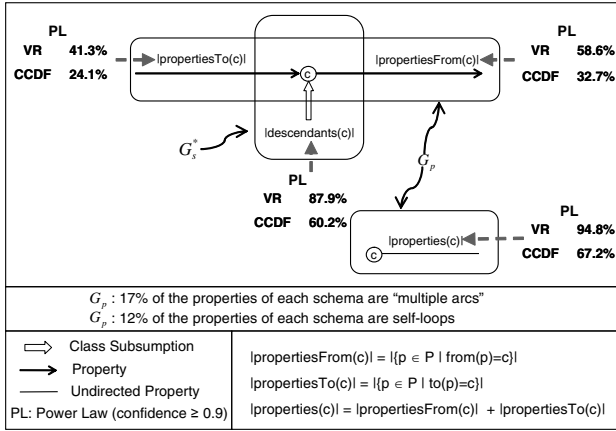 PL
VR 41.3%
CCDF 24.1%
|propertiesTo(c)|
c
|propertiesFrom(c)|
PL
VR 58.6%
CCDF 32.7%
G*s
|descendants(c)|
Gp
PL
VR 87.9%
CCDF 60.2%
|properties(c)|
c
PL
VR 94.8%
CCDF 67.2%
Gp : 17% of the properties of each schema are “multiple arcs”
Gp : 12% of the properties of each schema are self-loops
Class Subsumption
Property
Undirected Property
PL: Power Law (confidence ≥ 0.9)
|propertiesFrom(c)| = |{p ∈ P | from(p)=c}|
|propertiesTo(c)| = |{p ∈ P | to(p)=c}|
|properties(c)| = |propertiesFrom(c)| + |propertiesTo(c)|